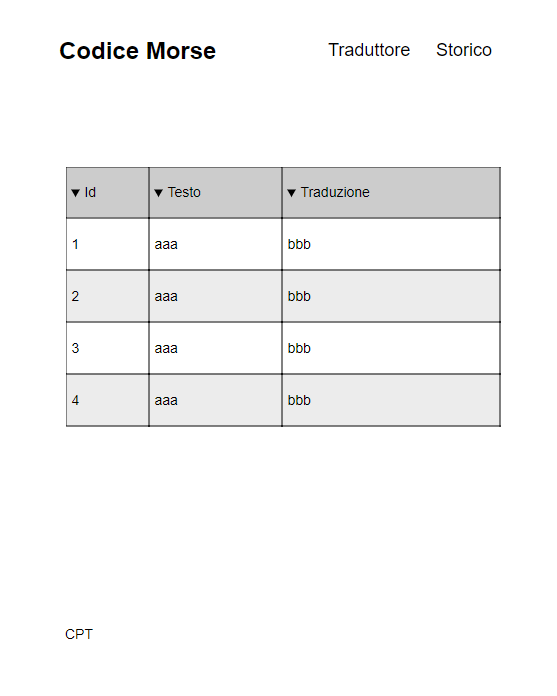 Codice Morse Traduttore Storico
▼ Id ▼ Testo ▼ Traduzione
1 aaa bbb
2 aaa bbb
3 aaa bbb
4 aaa bbb
CPT